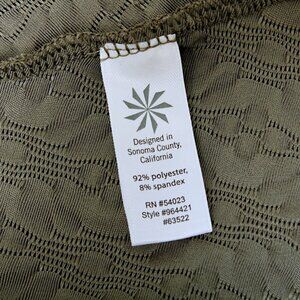 Designed in
Sonoma County,
California
92% polyester,
8% spandex
RN #54023
Style #964421
#63522